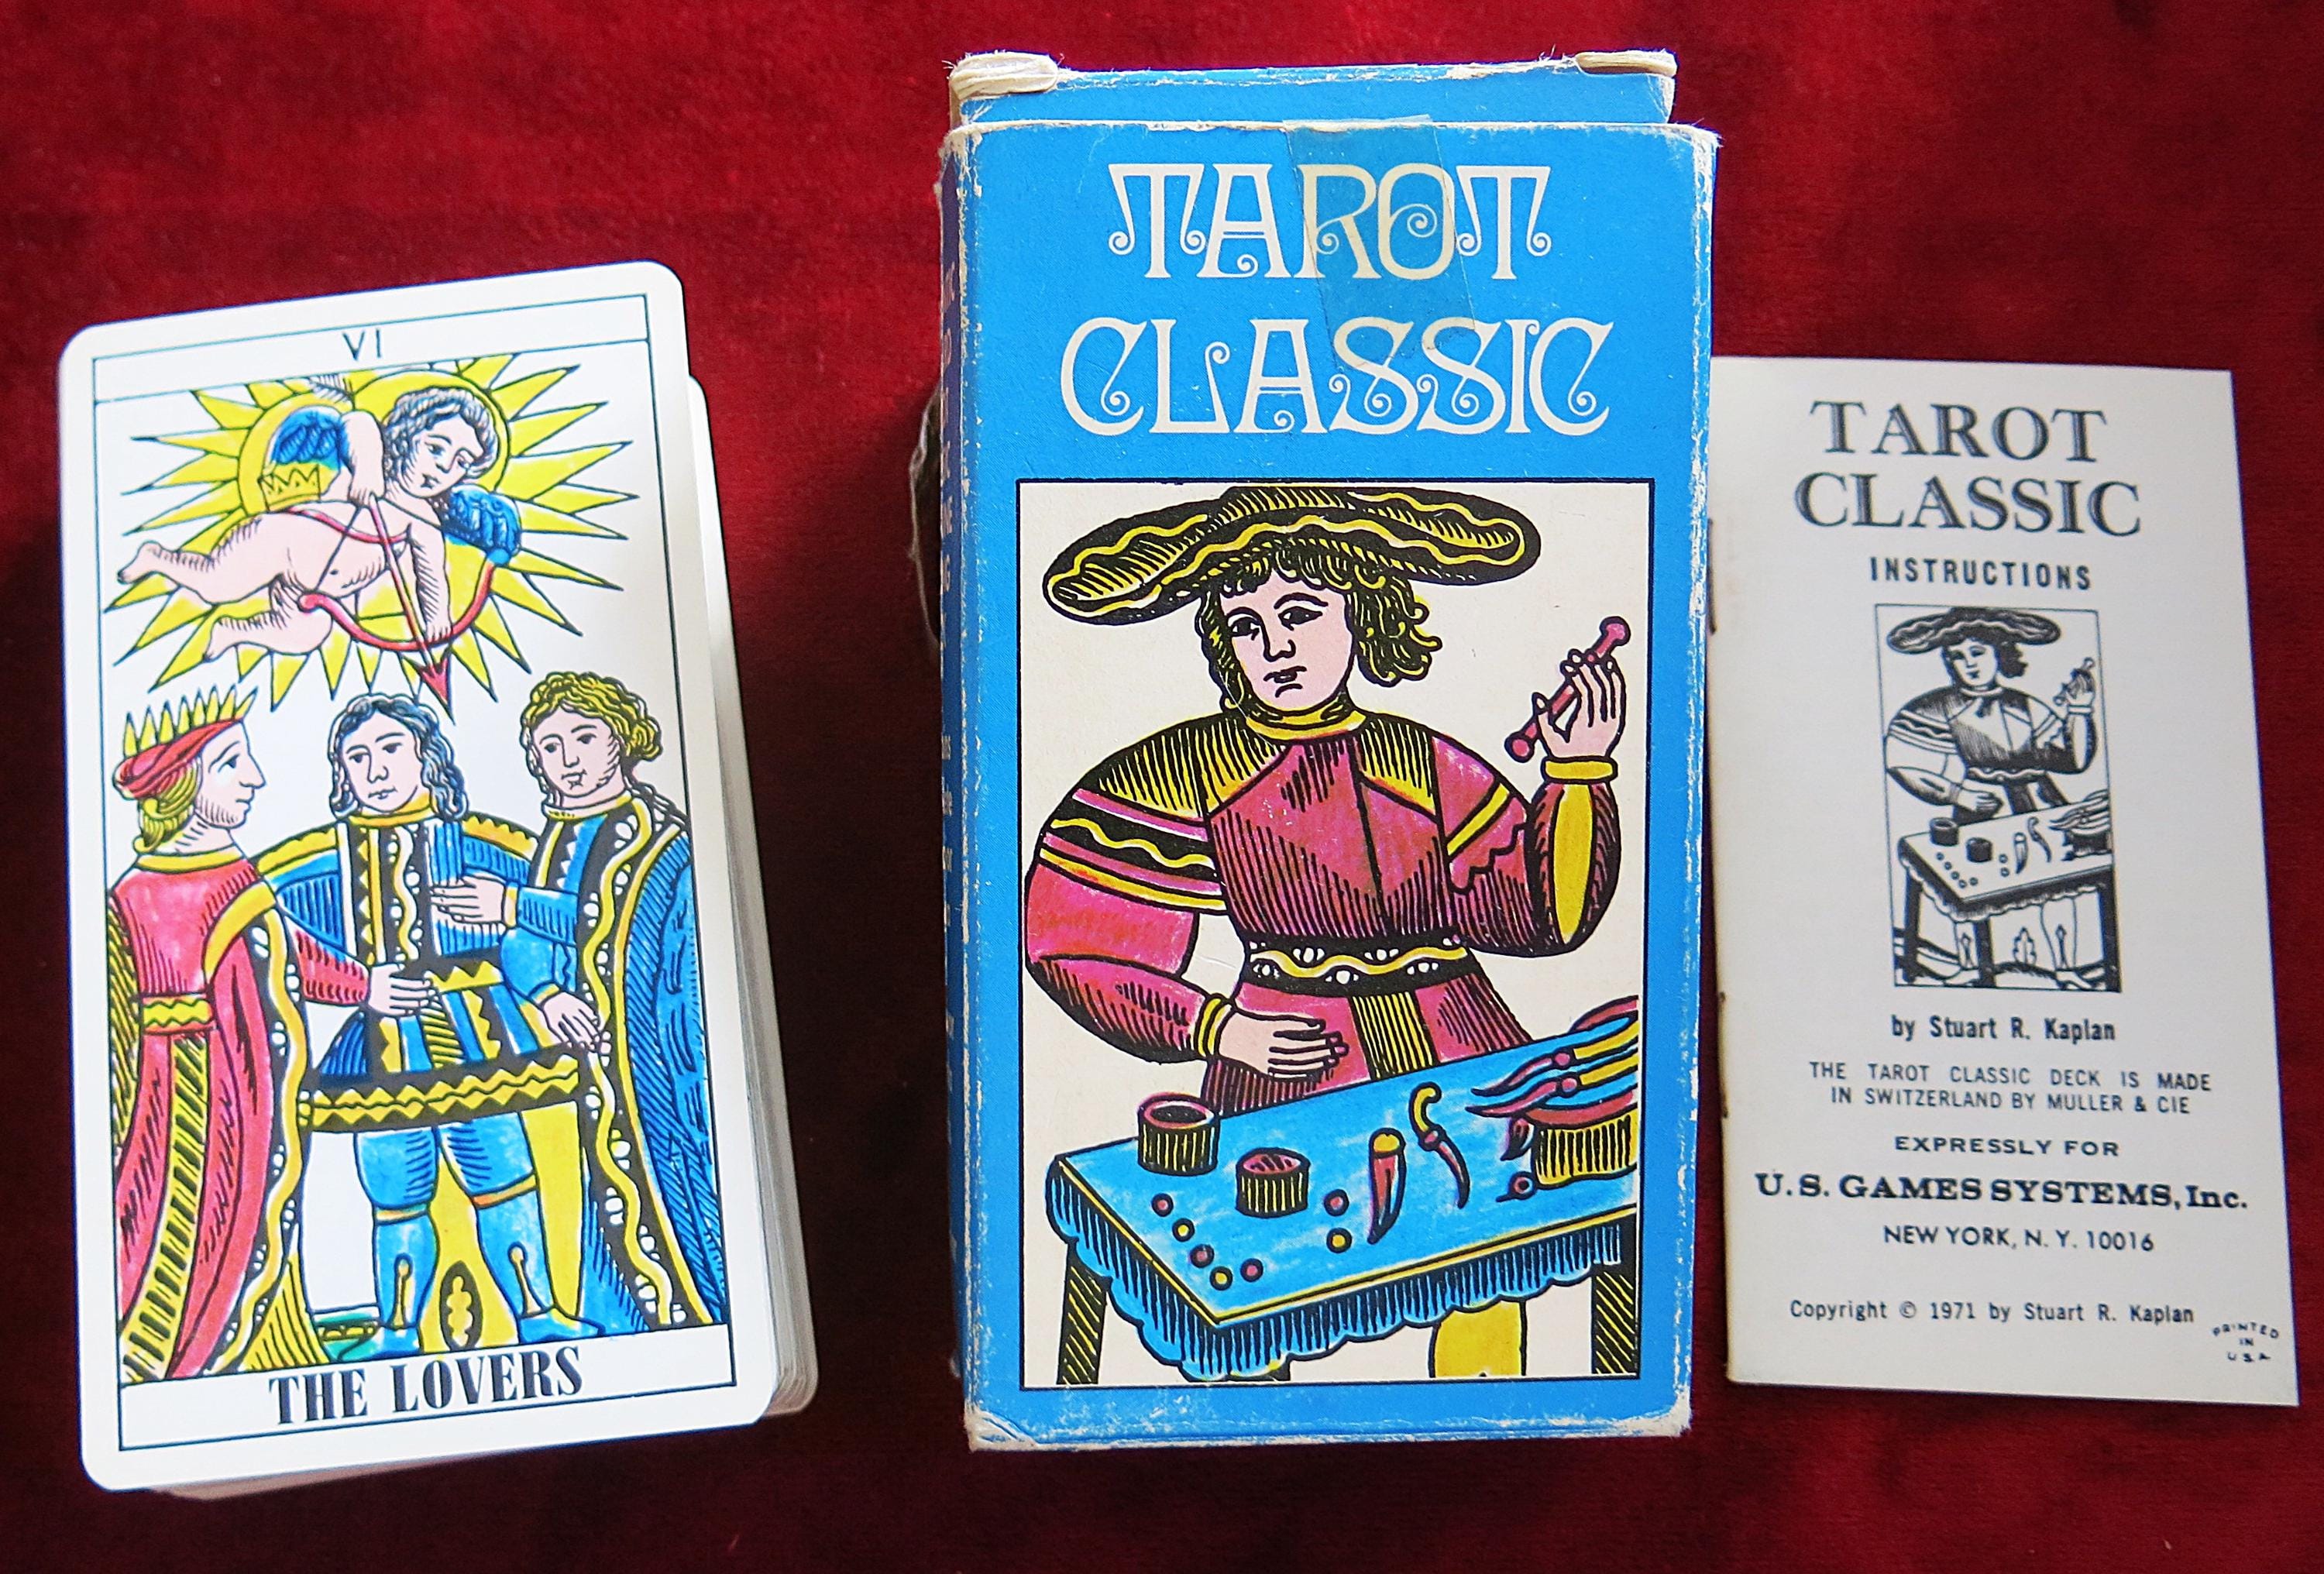 VI
THE LOVERS
TAROT
CLASSIC
TAROT
CLASSIC
INSTRUCTIONS
by Stuart R. Kaplan
THE TAROT CLASSIC DECK IS MADE
IN SWITZERLAND BY MULLER & CIE
EXPRESSLY FOR
U.S. GAMES SYSTEMS, Inc.
NEW YORK, N. Y. 10016
Copyright © 1971 by Stuart R. Kaplan
PRINTED
IN
U S A